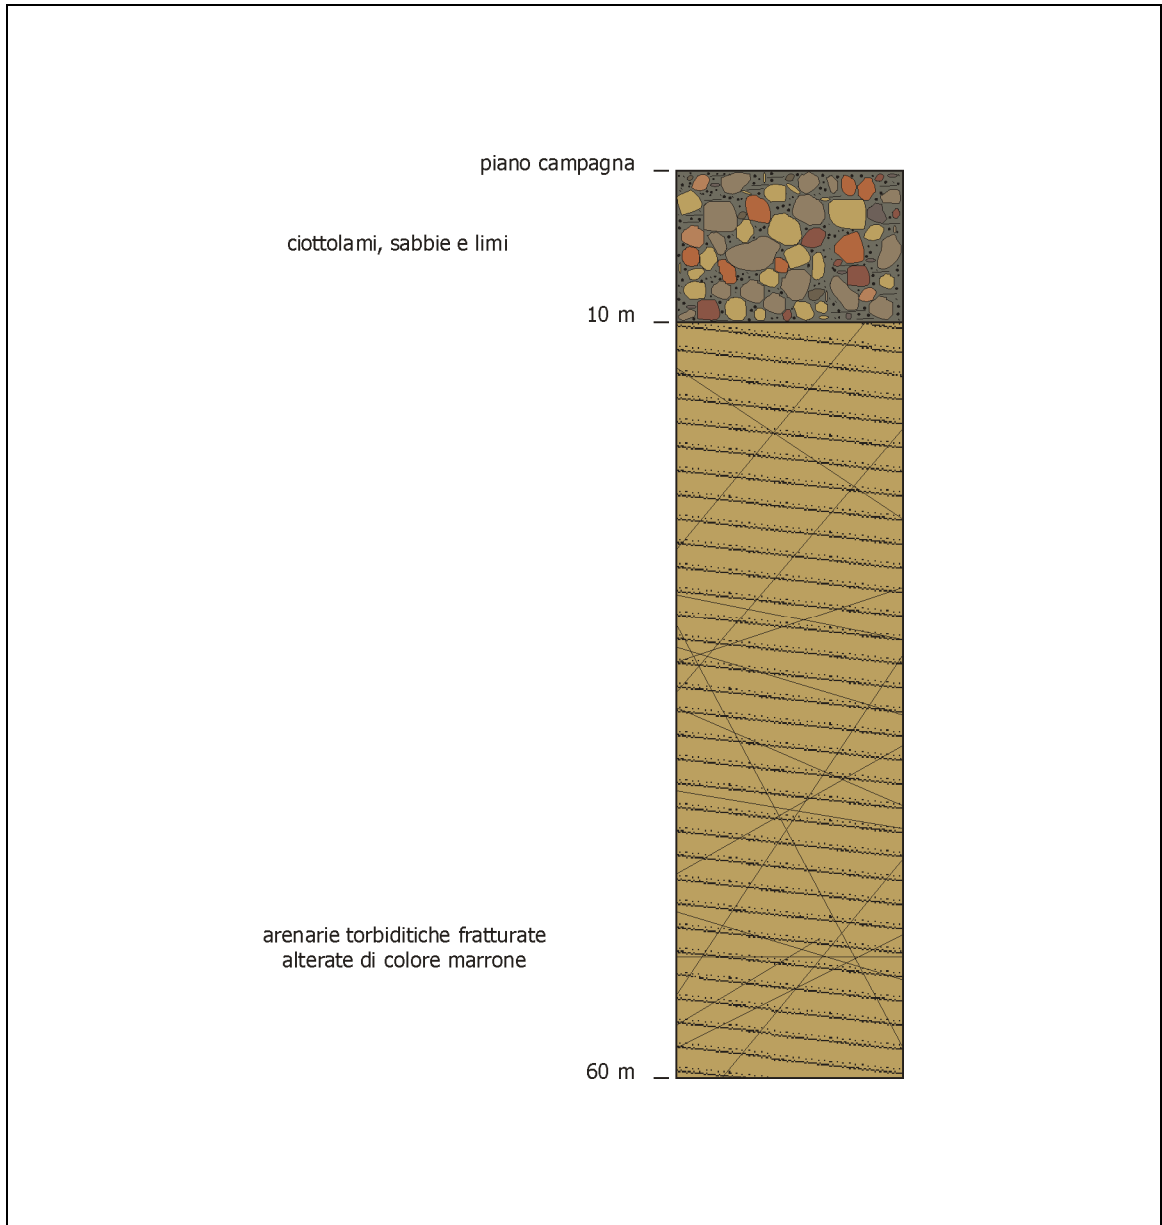 piano campagna
ciottolami, sabbie e limi
10 m
arenarie torbiditiche fratturate
alterate di colore marrone
60 m